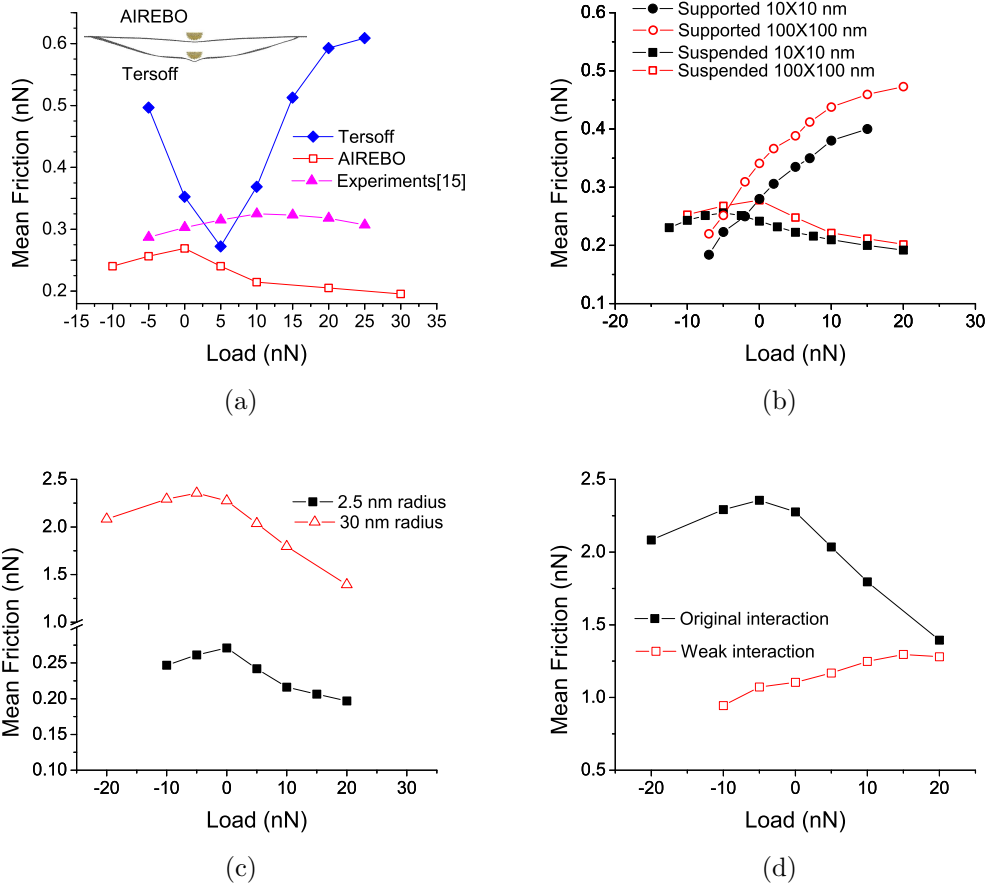 AIREBO
Tersoff
Tersoff
AIREBO
Experiments[15]
0.6
0.5
0.4
0.3
0.2
Mean Friction (nN)
-15 -10 -5 0 5 10 15 20 25 30 35
Load (nN)
(a)
Supported 10X10 nm
Supported 100X100 nm
Suspended 10X10 nm
Suspended 100X100 nm
0.6
0.5
0.4
0.3
0.2
0.1
Mean Friction (nN)
-20 -10 0 10 20 30
Load (nN)
(b)
2.5 nm radius
30 nm radius
2.5
2.0
1.5
1.0
0.25
0.20
0.15
0.10
Mean Friction (nN)
-20 -10 0 10 20 30
Load (nN)
(c)
Original interaction
Weak interaction
2.5
2.0
1.5
1.0
0.5
Mean Friction (nN)
-20 -10 0 10 20
Load (nN)
(d)